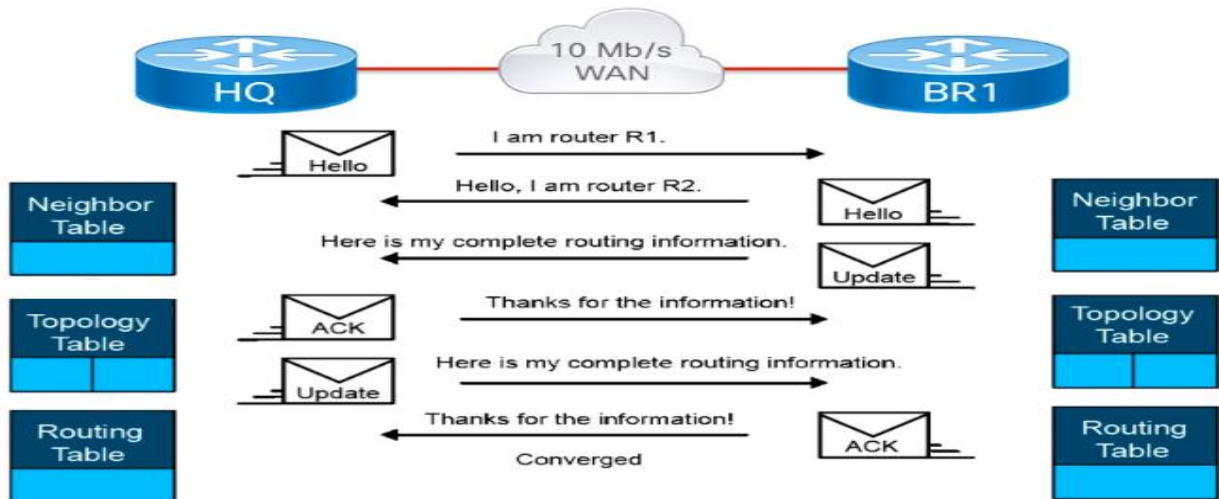 10 Mb/s
WAN
HQ
BR1
I am router R1.
Hello
Hello, I am router R2.
Hello
Neighbor
Table
Neighbor
Table
Here is my complete routing information.
Update
Thanks for the information!
ACK
Topology
Table
Topology
Table
Here is my complete routing information.
Update
Thanks for the information!
ACK
Routing
Table
Routing
Table
Converged